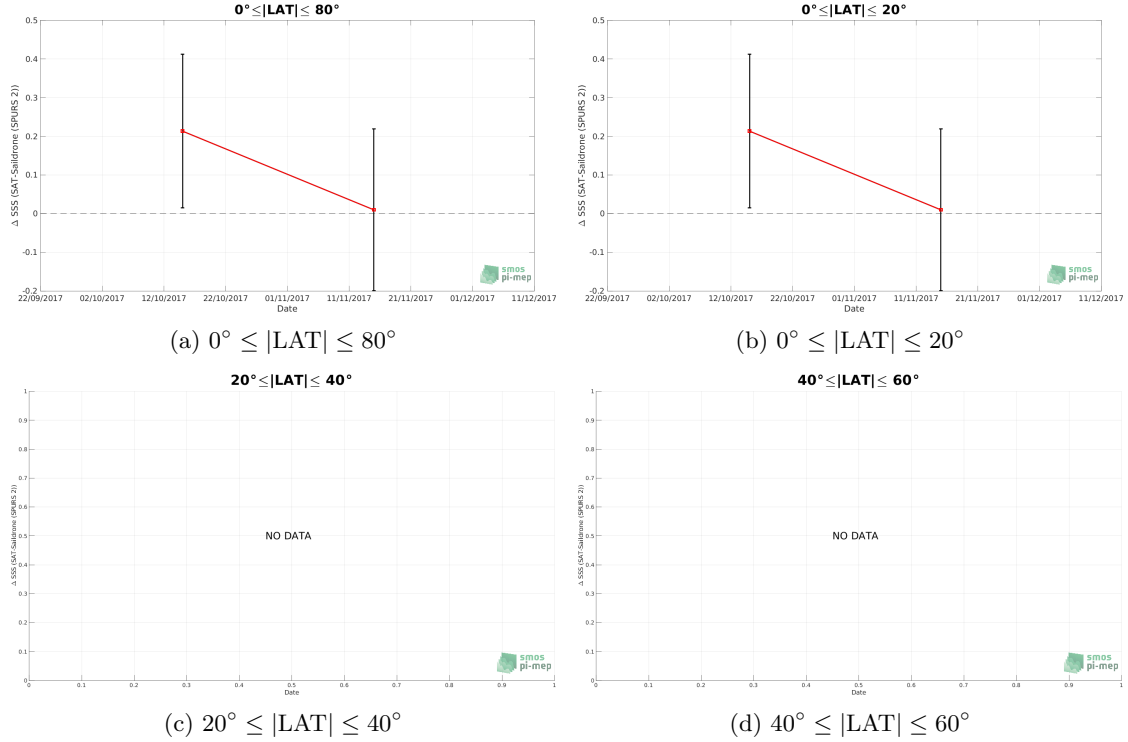 0°≤|LAT|≤ 80°
Δ SSS (SAT-Saildrone (SPURS 2))
0.5
0.4
0.3
0.2
0.1
0
-0.1
-0.2
22/09/2017 02/10/2017 12/10/2017 22/10/2017 01/11/2017 11/11/2017 21/11/2017 01/12/2017 11/12/2017
Date
smos
pi-mep
(a) 0° ≤ |LAT| ≤ 80°
0°≤|LAT|≤ 20°
Δ SSS (SAT-Saildrone (SPURS 2))
0.5
0.4
0.3
0.2
0.1
0
-0.1
-0.2
22/09/2017 02/10/2017 12/10/2017 22/10/2017 01/11/2017 11/11/2017 21/11/2017 01/12/2017 11/12/2017
Date
smos
pi-mep
(b) 0° ≤ |LAT| ≤ 20°
20°≤|LAT|≤ 40°
Δ SSS (SAT-Saildrone (SPURS 2))
1
0.9
0.8
0.7
0.6
0.5
0.4
0.3
0.2
0.1
0
NO DATA
0 0.1 0.2 0.3 0.4 0.5 0.6 0.7 0.8 0.9 1
Date
smos
pi-mep
(c) 20° ≤ |LAT| ≤ 40°
40°≤|LAT|≤ 60°
Δ SSS (SAT-Saildrone (SPURS 2))
1
0.9
0.8
0.7
0.6
0.5
0.4
0.3
0.2
0.1
0
NO DATA
0 0.1 0.2 0.3 0.4 0.5 0.6 0.7 0.8 0.9 1
Date
smos
pi-mep
(d) 40° ≤ |LAT| ≤ 60°